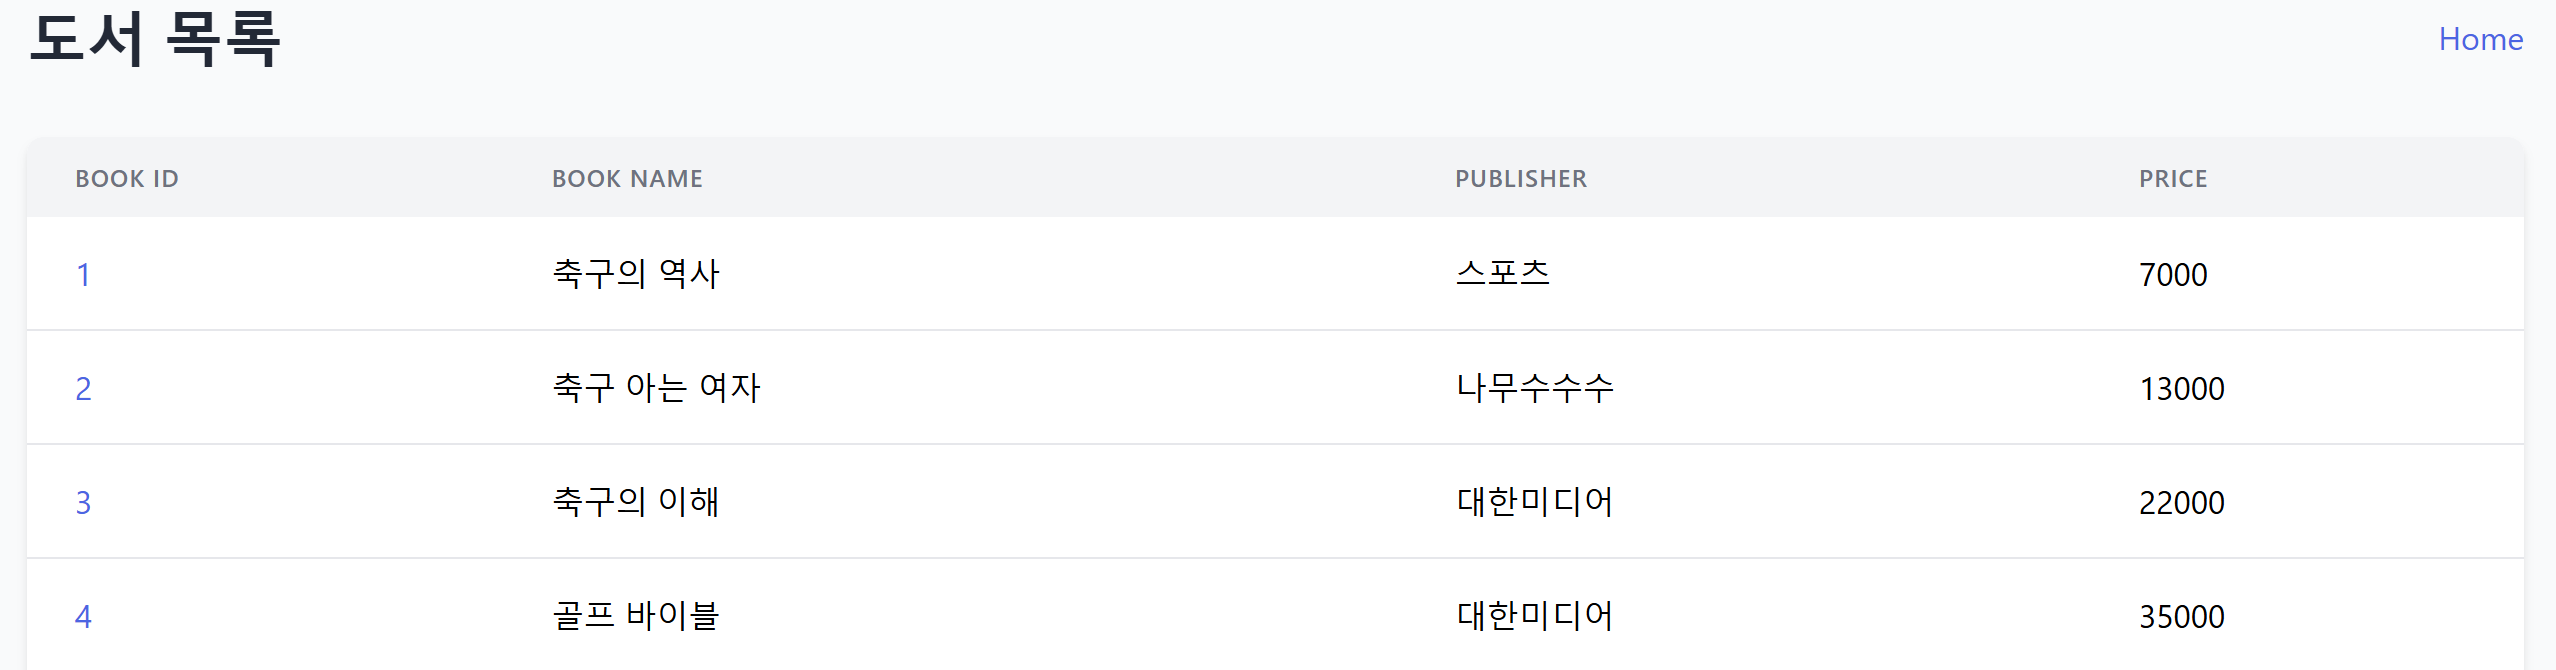 도서 목록 Home
BOOK ID BOOK NAME PUBLISHER PRICE
1 축구의 역사 스포츠 7000
2 축구 아는 여자 나무수수수 13000
3 축구의 이해 대한미디어 22000
4 골프 바이블 대한미디어 35000